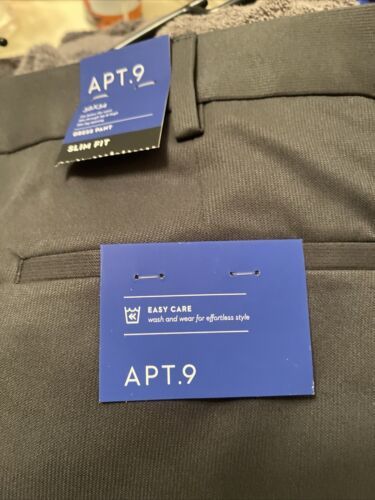 APT.9
DRESS PANT
SLIM FIT
EASY CARE
wash and wear for effortless style
APT.9